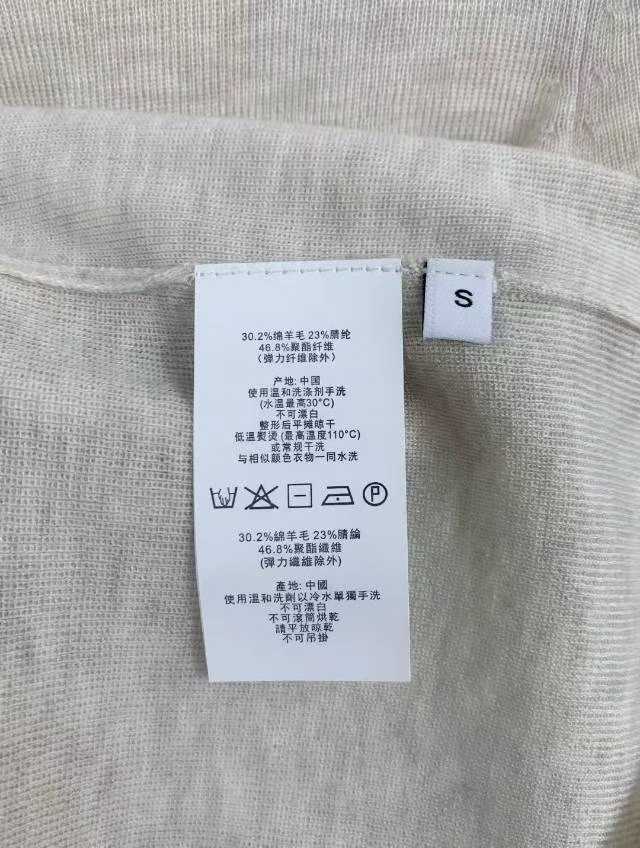 30.2%绵羊毛 23%腈纶
46.8%聚酯纤维
（弹力纤维除外）
产地: 中国
使用温和洗涤剂手洗
(水温最高30°C)
不可漂白
整形后平摊晾干
低温熨烫 (最高温度110°C)
或常规干洗
与相似颜色衣物一同水洗
P
30.2%綿羊毛 23%腈綸
46.8%聚酯纖維
(彈力纖維除外)
產地: 中國
使用溫和洗劑以冷水單獨手洗
不可漂白
不可滾筒烘乾
請平放晾乾
不可吊掛
S